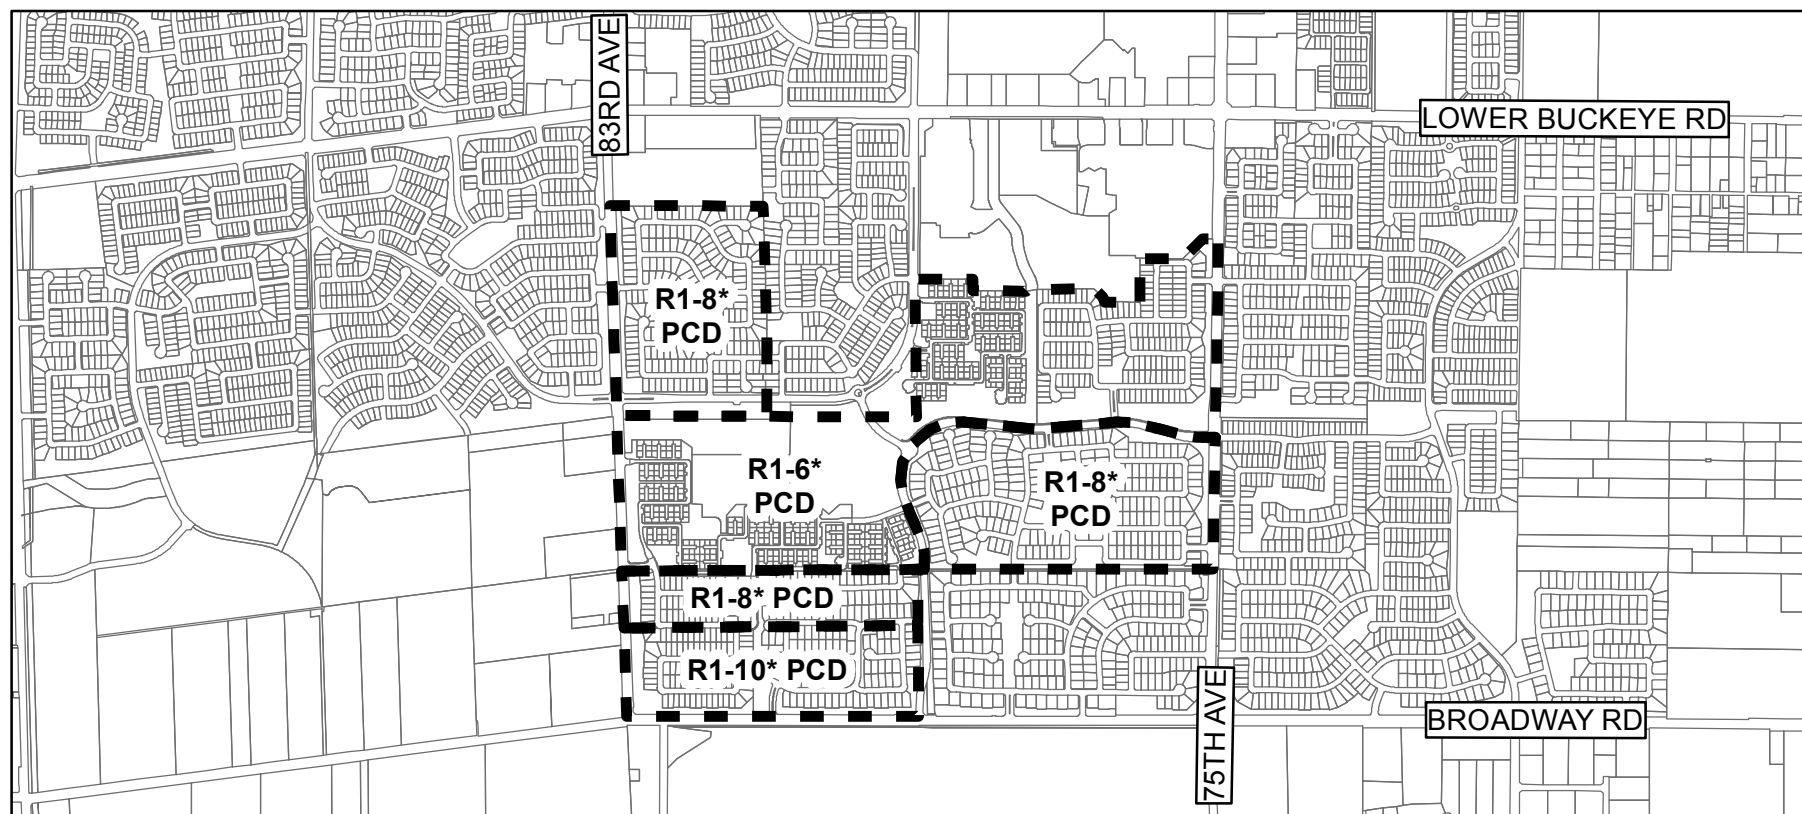 83RD AVE
LOWER BUCKEYE RD
R1-8*
PCD
R1-6*
PCD
R1-8*
PCD
R1-8* PCD
R1-10* PCD
75TH AVE
BROADWAY RD